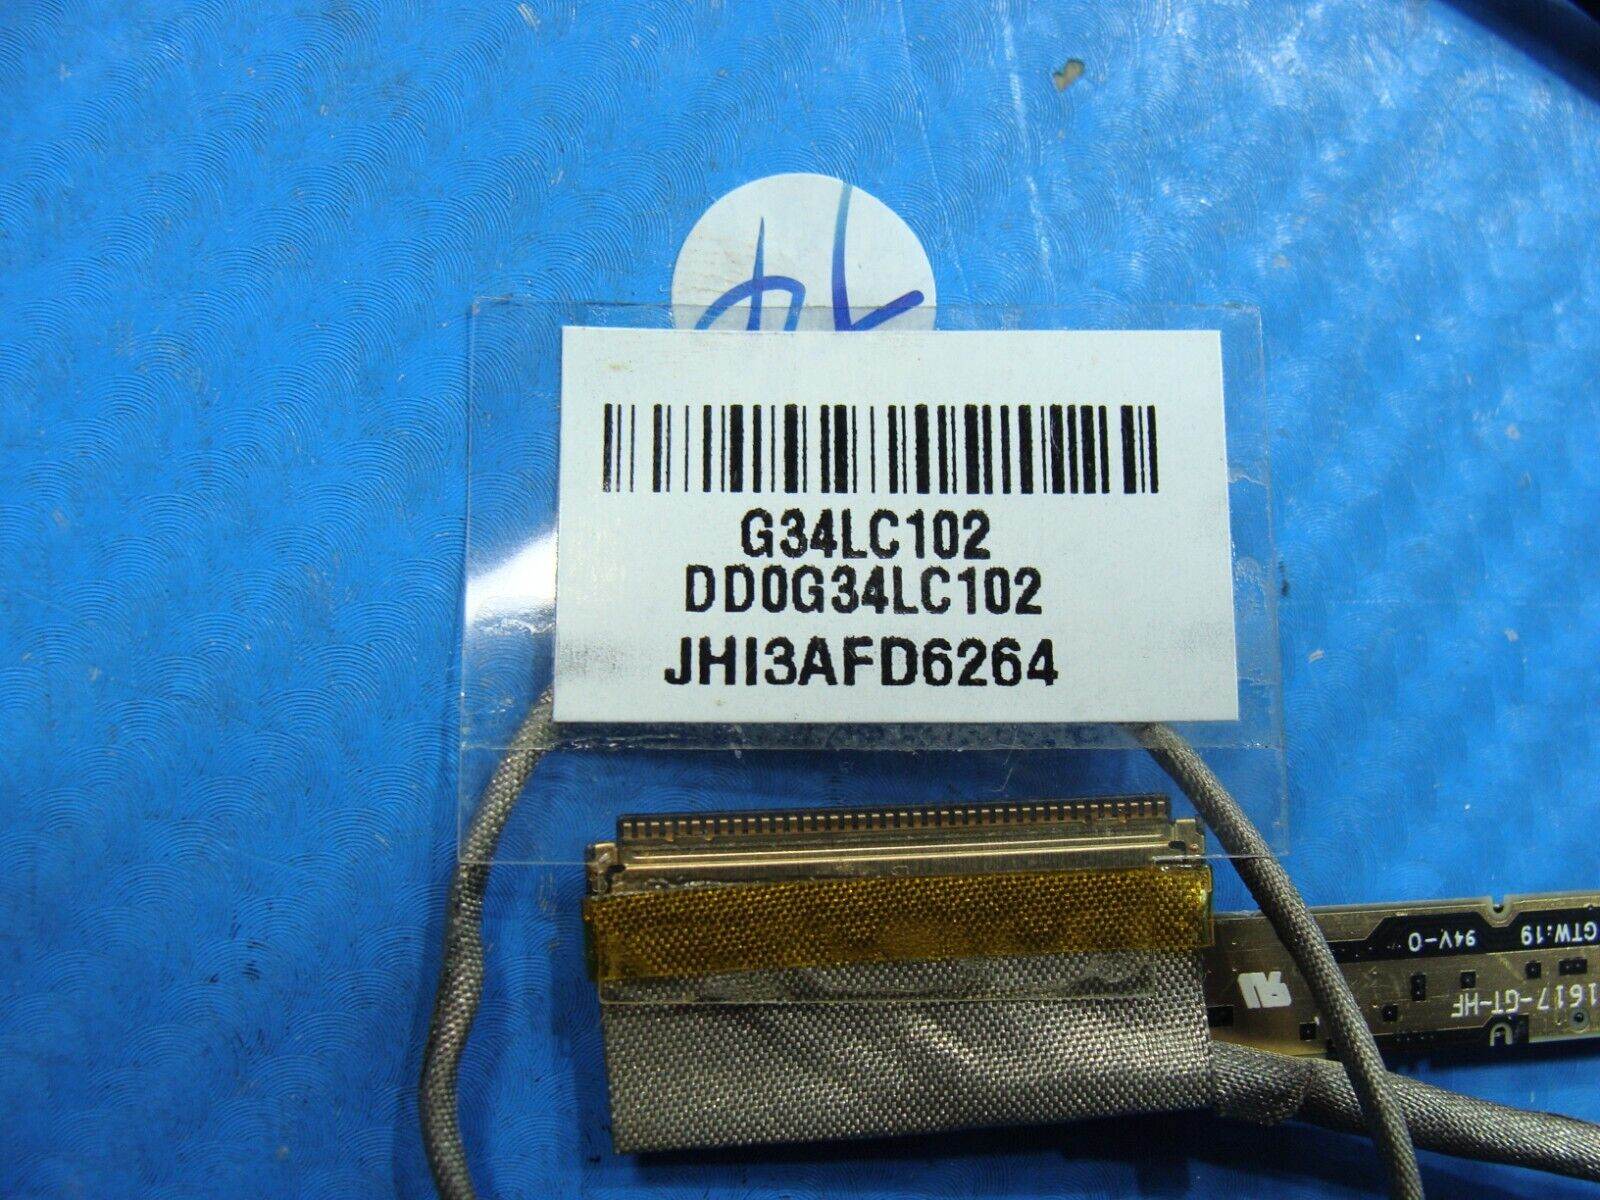 G34LC102
DD0G34LC102
JHI3AFD6264
GTW:19 94V-0
1617-GT-HF